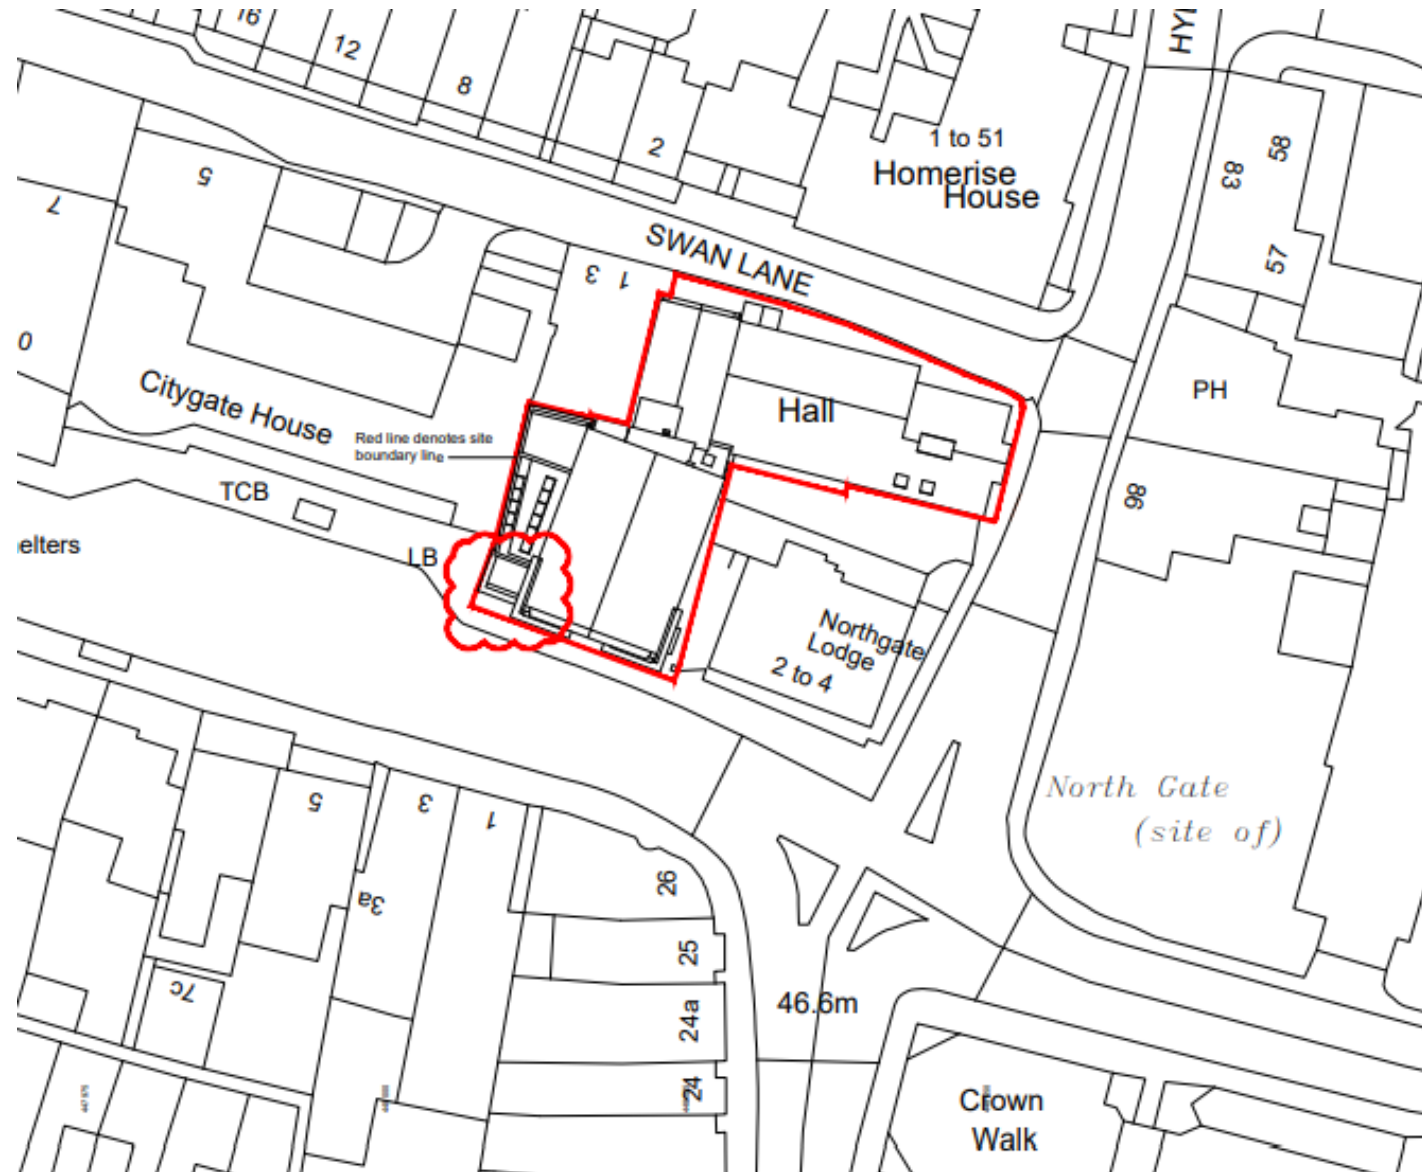 16
12
8
2
HY
1 to 51
Homerise
House
58
83
57
5
7
SWAN LANE
3
1
0
Citygate House
Red line denotes site
boundary line
Hall
PH
TCB
LB
elters
86
Northgate
Lodge
2 to 4
North Gate
(site of)
5
3
1
3a
26
25
7c
24a
46.6m
24
Crown
Walk